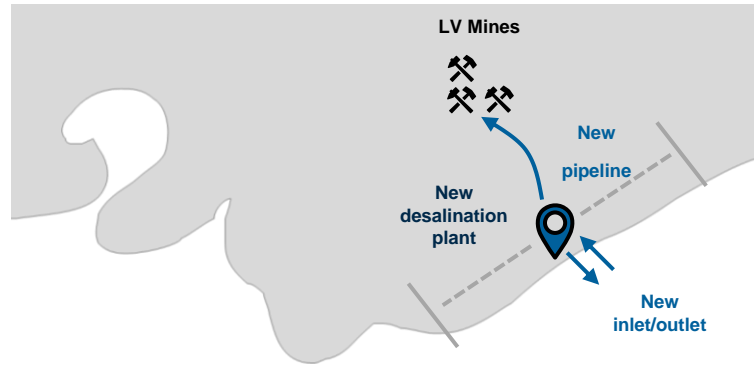 LV Mines
New
pipeline
New
desalination
plant
New
inlet/outlet